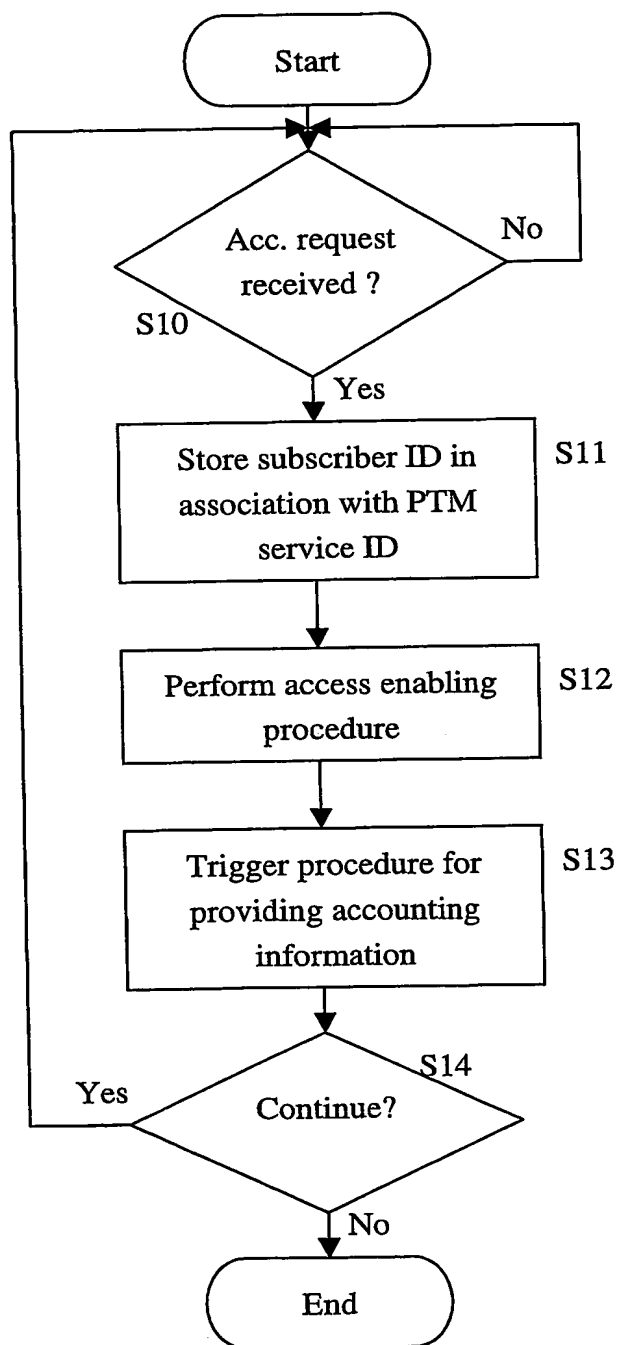 Start
Acc. request
received ?
No
S10
Yes
Store subscriber ID in
association with PTM
service ID
S11
Perform access enabling
procedure
S12
Trigger procedure for
providing accounting
information
S13
S14
Yes
Continue?
No
End